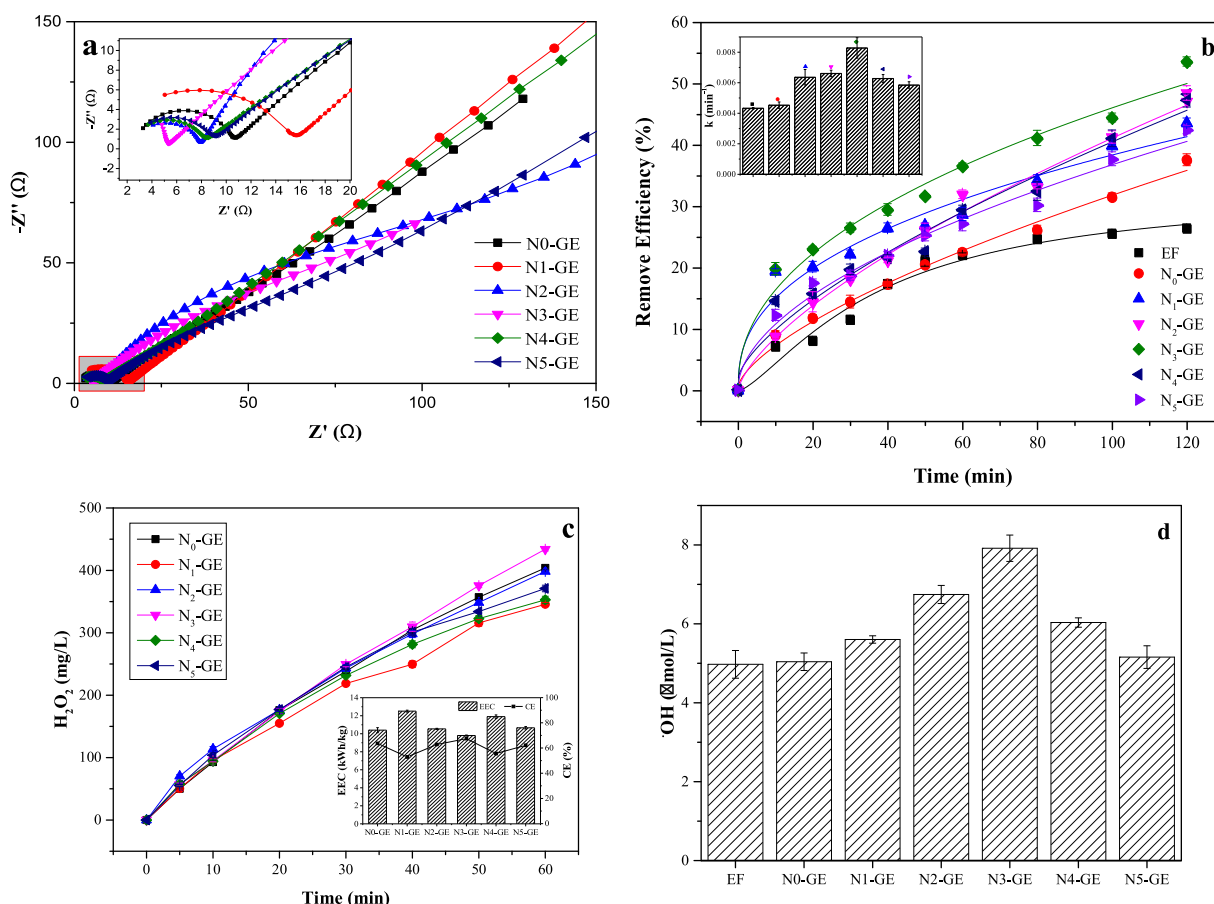 a
-Z'' (Ω)
150
100
50
0
0
50
100
150
Z' (Ω)
-Z'' (Ω)
10
8
6
4
2
0
-2
2
4
6
8
10
12
14
16
18
20
Z' (Ω)
N0-GE
N1-GE
N2-GE
N3-GE
N4-GE
N5-GE
b
Remove Efficiency (%)
60
50
40
30
20
10
0
0
20
40
60
80
100
120
Time (min)
k (min⁻¹)
0.008
0.006
0.004
0.002
0.000
EF
N₀-GE
N₁-GE
N₂-GE
N₃-GE
N₄-GE
N₅-GE
c
H₂O₂ (mg/L)
500
400
300
200
100
0
0
10
20
30
40
50
60
Time (min)
N₀-GE
N₁-GE
N₂-GE
N₃-GE
N₄-GE
N₅-GE
EEC
CE
EEC (kWh/kg)
14
12
10
8
6
4
2
0
CE (%)
100
80
60
40
20
0
N0-GE
N1-GE
N2-GE
N3-GE
N4-GE
N5-GE
d
·OH (□mol/L)
8
6
4
2
0
EF
N0-GE
N1-GE
N2-GE
N3-GE
N4-GE
N5-GE